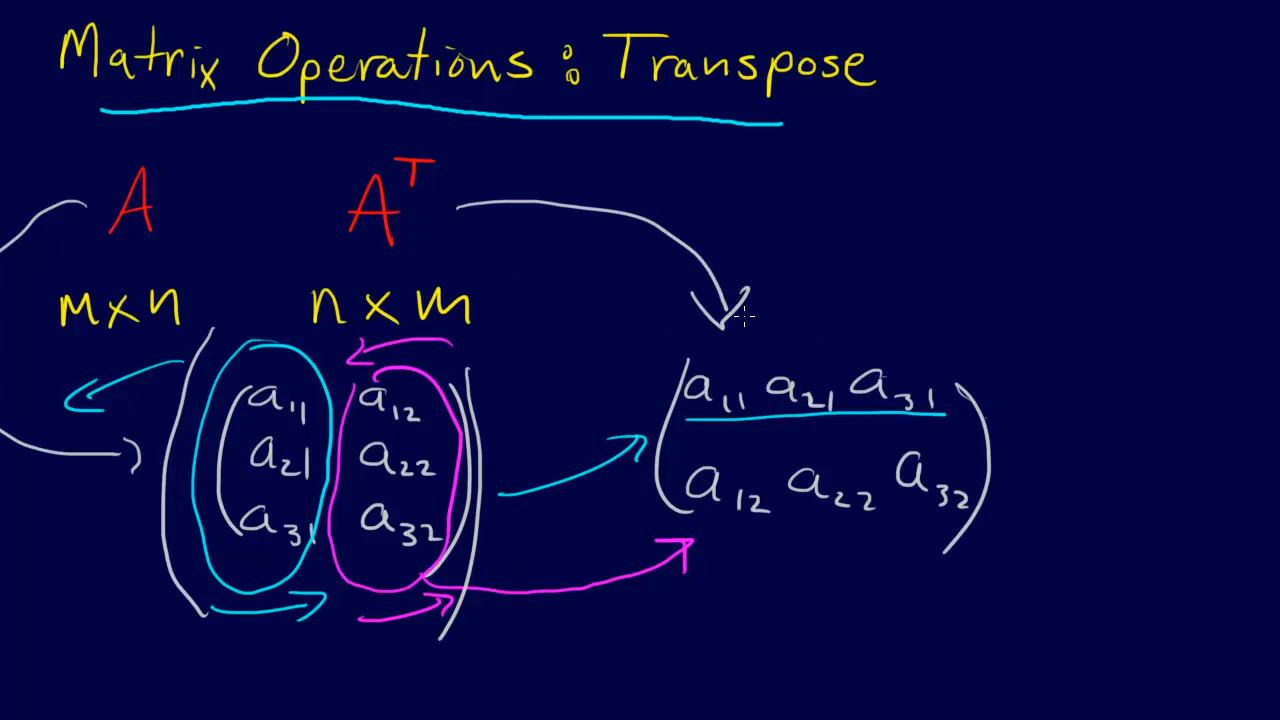 Matrix Operations : Transpose
A A^T
m x n n x m
a11 a12 a11 a21 a31
a21 a22 a12 a22 a32
a31 a32